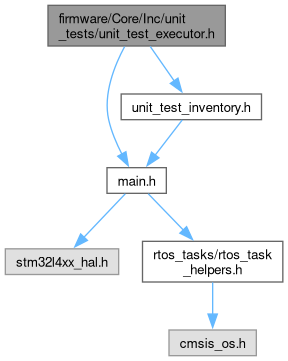 firmware/Core/Inc/unit
_tests/unit_test_executor.h
unit_test_inventory.h
main.h
stm32l4xx_hal.h
rtos_tasks/rtos_task
_helpers.h
cmsis_os.h